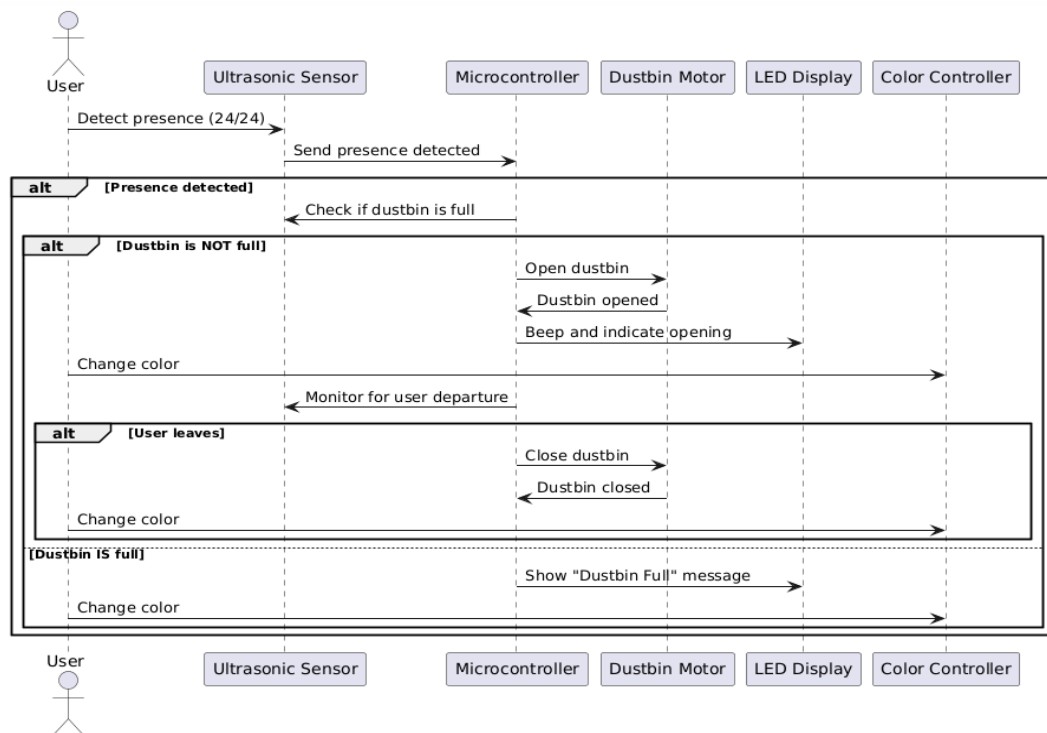 User
Ultrasonic Sensor
Microcontroller
Dustbin Motor
LED Display
Color Controller
Detect presence (24/24)
Send presence detected
alt [Presence detected]
Check if dustbin is full
alt [Dustbin is NOT full]
Open dustbin
Dustbin opened
Beep and indicate opening
Change color
Monitor for user departure
alt [User leaves]
Close dustbin
Dustbin closed
Change color
[Dustbin IS full]
Show "Dustbin Full" message
Change color
User
Ultrasonic Sensor
Microcontroller
Dustbin Motor
LED Display
Color Controller